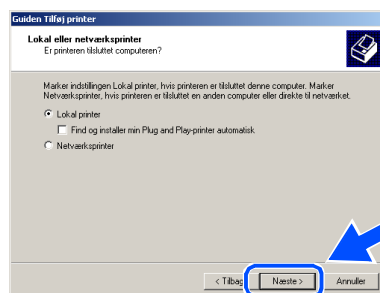 Guiden Tilføj printer
Lokal eller netværksprinter
Er printeren tilsluttet computeren?
Marker indstillingen Lokal printer, hvis printeren er tilsluttet denne computer. Marker
Netværksprinter, hvis printeren er tilsluttet en anden computer eller direkte til netværket.
Lokal printer
Find og installer min Plug and Play-printer automatisk
Netværksprinter
< Tilbag
Næste >
Annuller